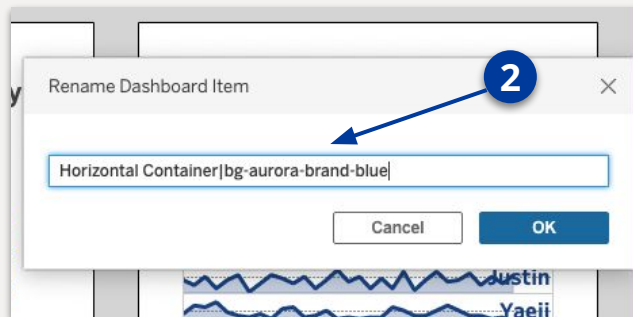 y
Rename Dashboard Item
2
Horizontal Container|bg-aurora-brand-blue
Cancel
OK
Justin
Yaeji